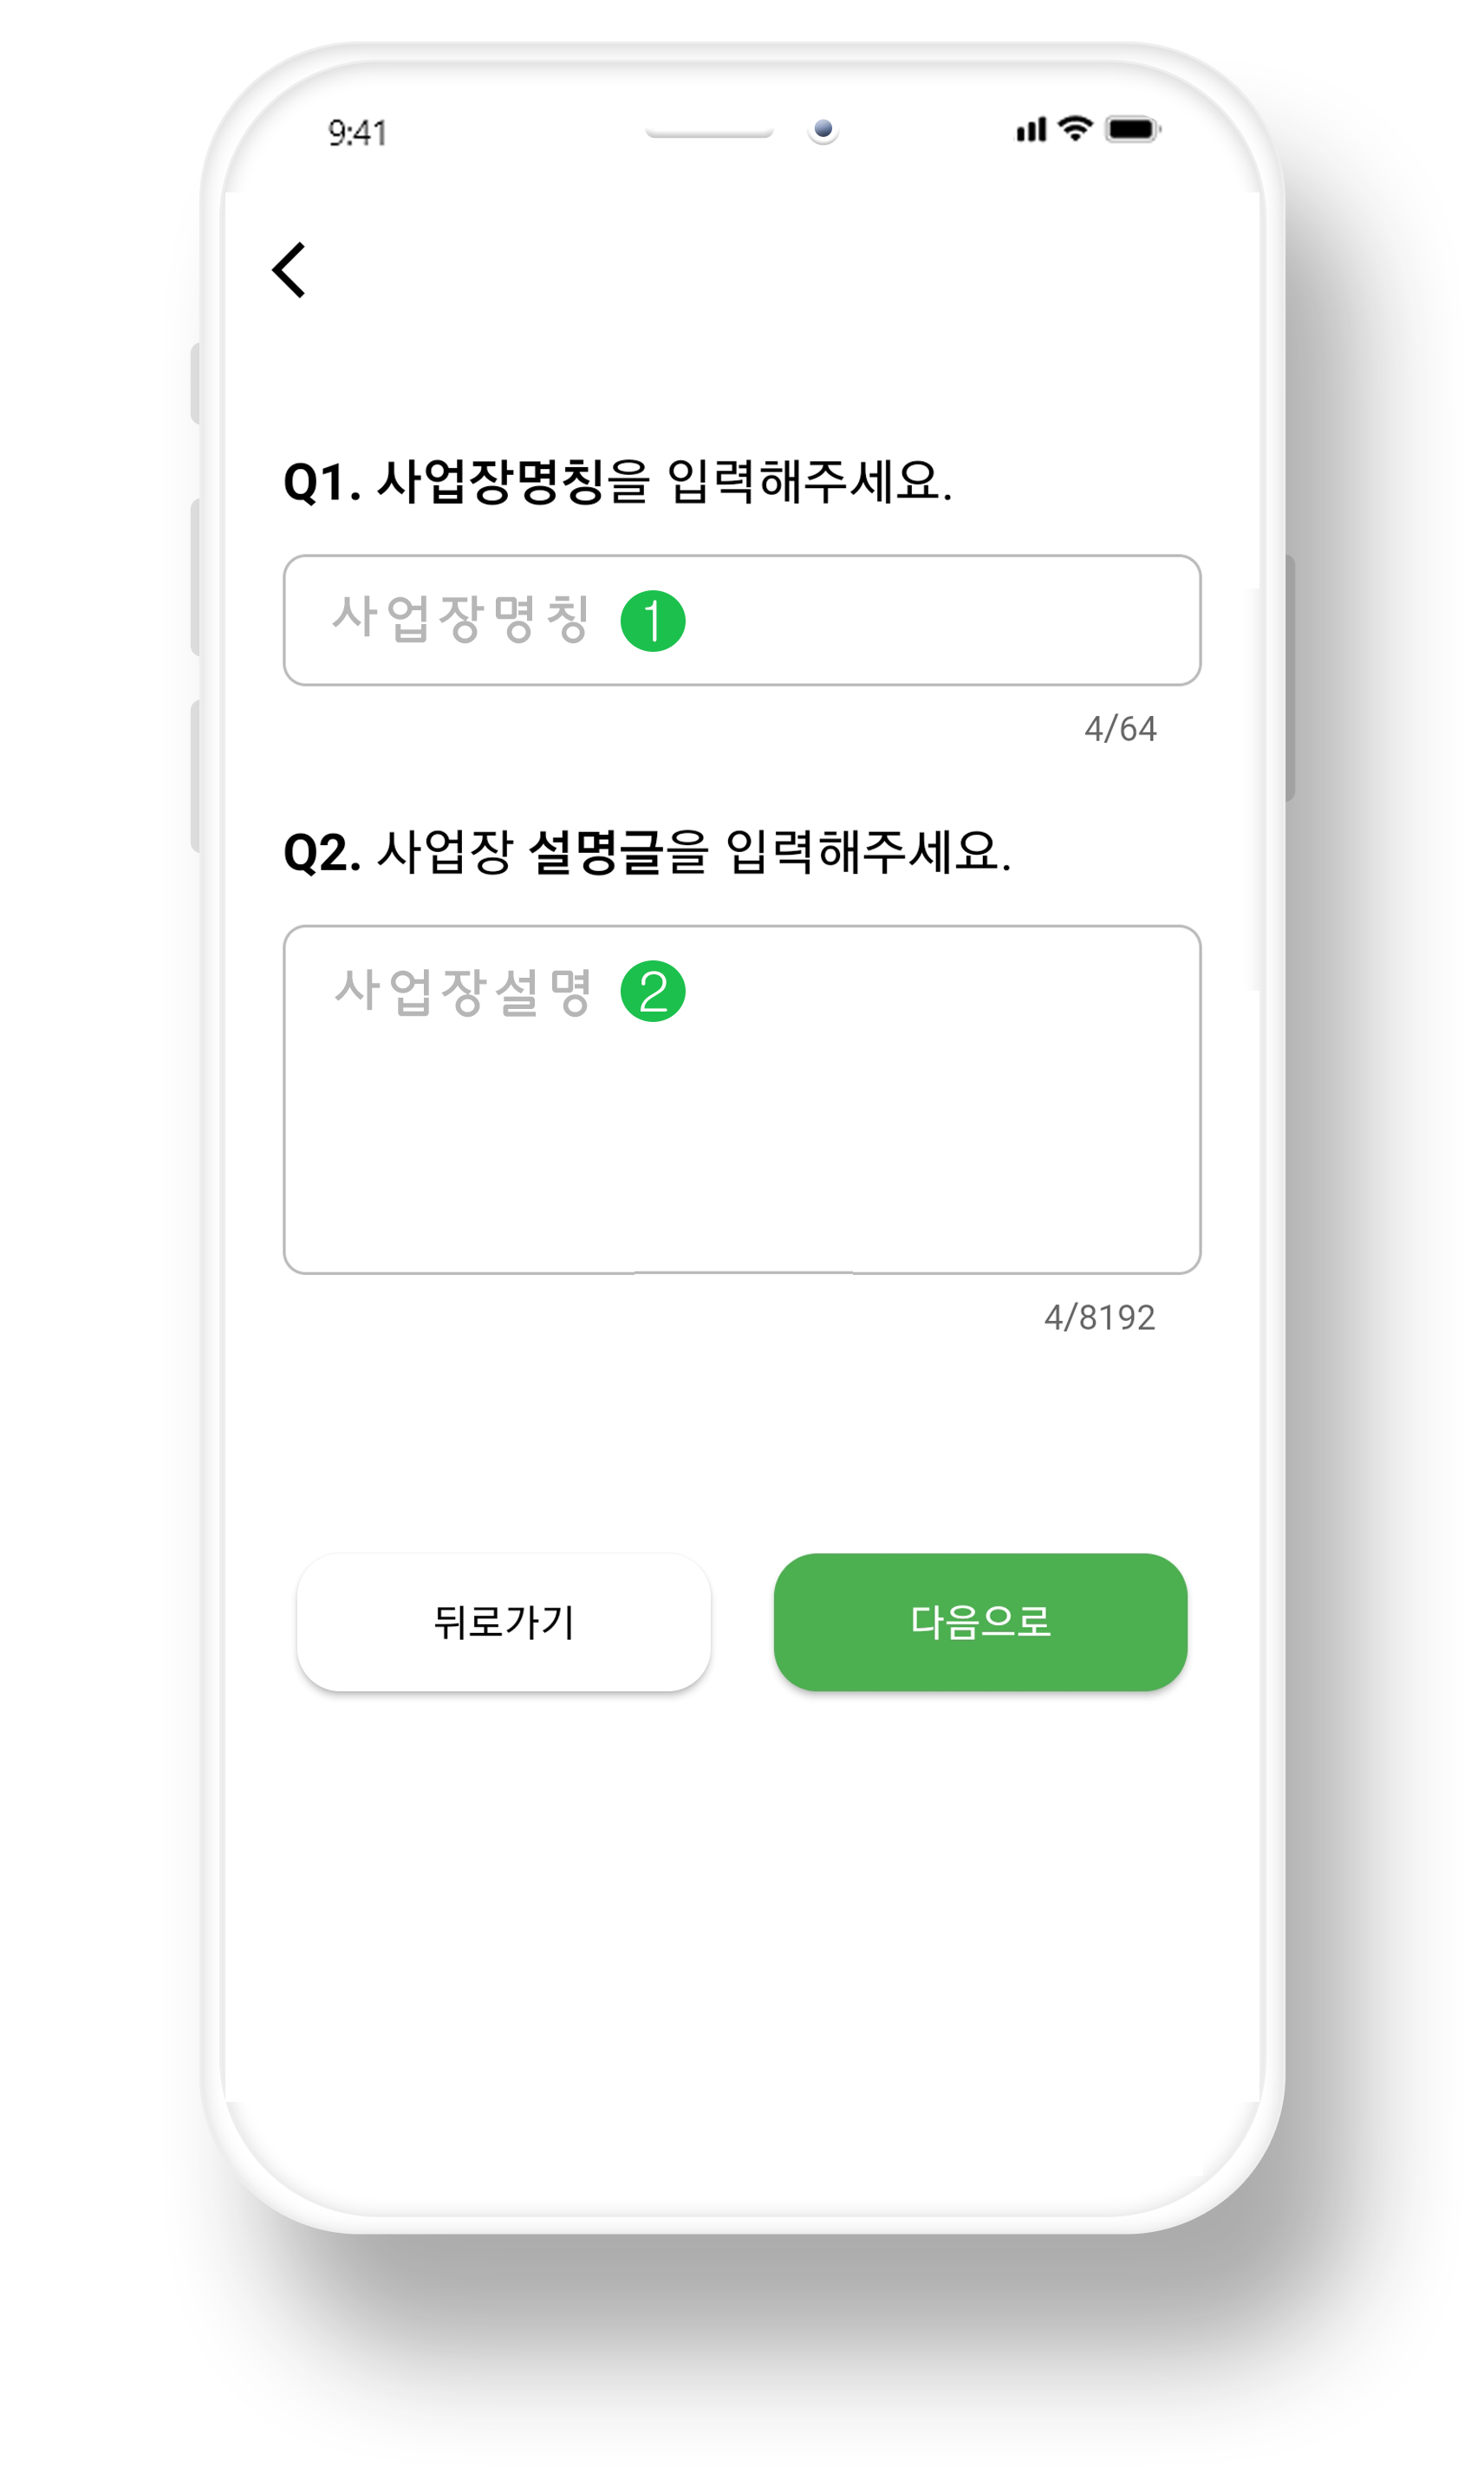 9:41
Q1. 사업장명칭을 입력해주세요.
사업장명칭 1
4/64
Q2. 사업장 설명글을 입력해주세요.
사업장설명 2
4/8192
뒤로가기 다음으로